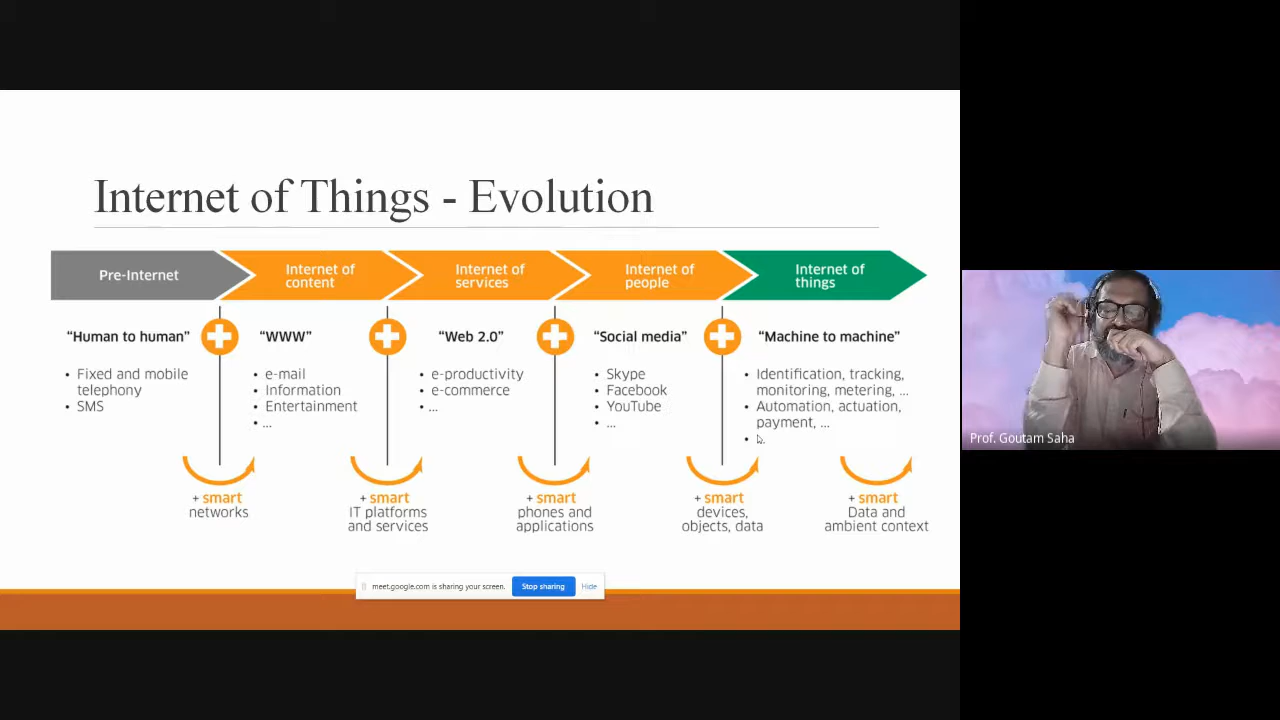 Internet of Things - Evolution
Pre-Internet
Internet of
content
Internet of
services
Internet of
people
Internet of
things
“Human to human”
“WWW”
“Web 2.0”
“Social media”
“Machine to machine”
• Fixed and mobile
telephony
• SMS
• e-mail
• Information
• Entertainment
• ...
• e-productivity
• e-commerce
• ...
• Skype
• Facebook
• YouTube
• ...
• Identification, tracking,
monitoring, metering, ...
• Automation, actuation,
payment, ...
• ...
+ smart
networks
+ smart
IT platforms
and services
+ smart
phones and
applications
+ smart
devices,
objects, data
+ smart
Data and
ambient context
meet.google.com is sharing your screen.
Stop sharing
Hide
Prof. Goutam Saha